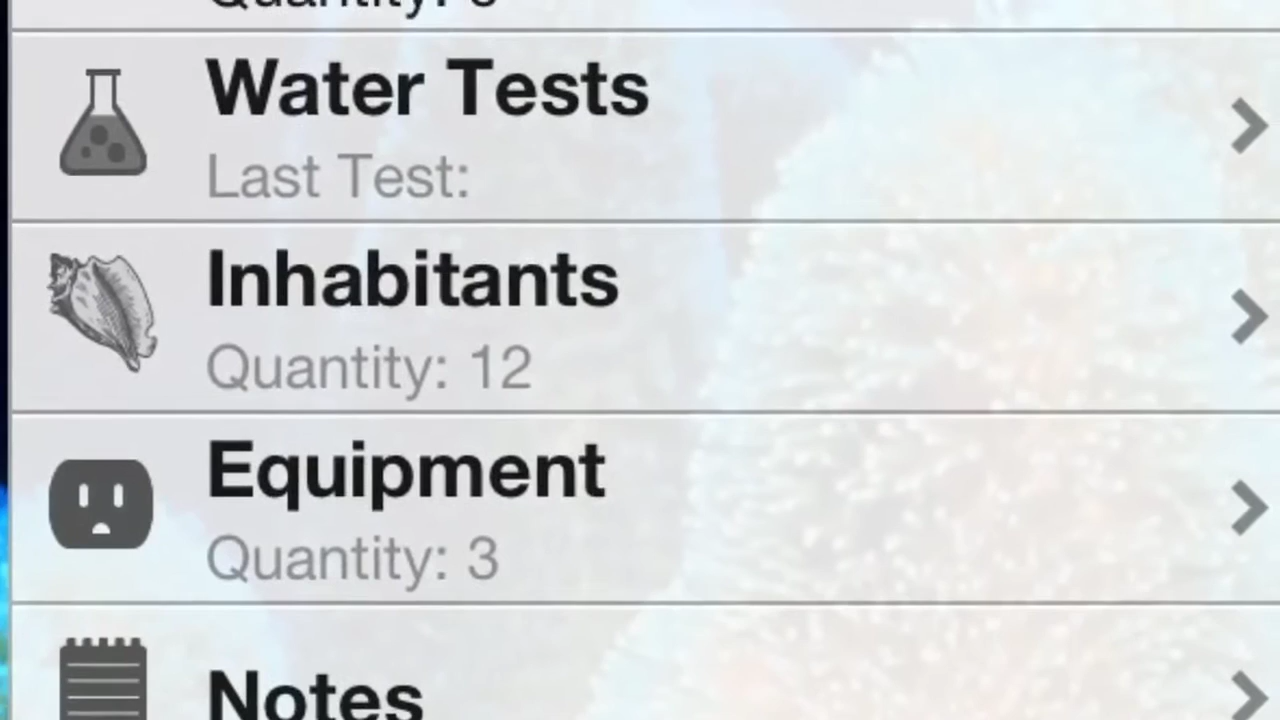 Water Tests
Last Test:
Inhabitants
Quantity: 12
Equipment
Quantity: 3
Notes